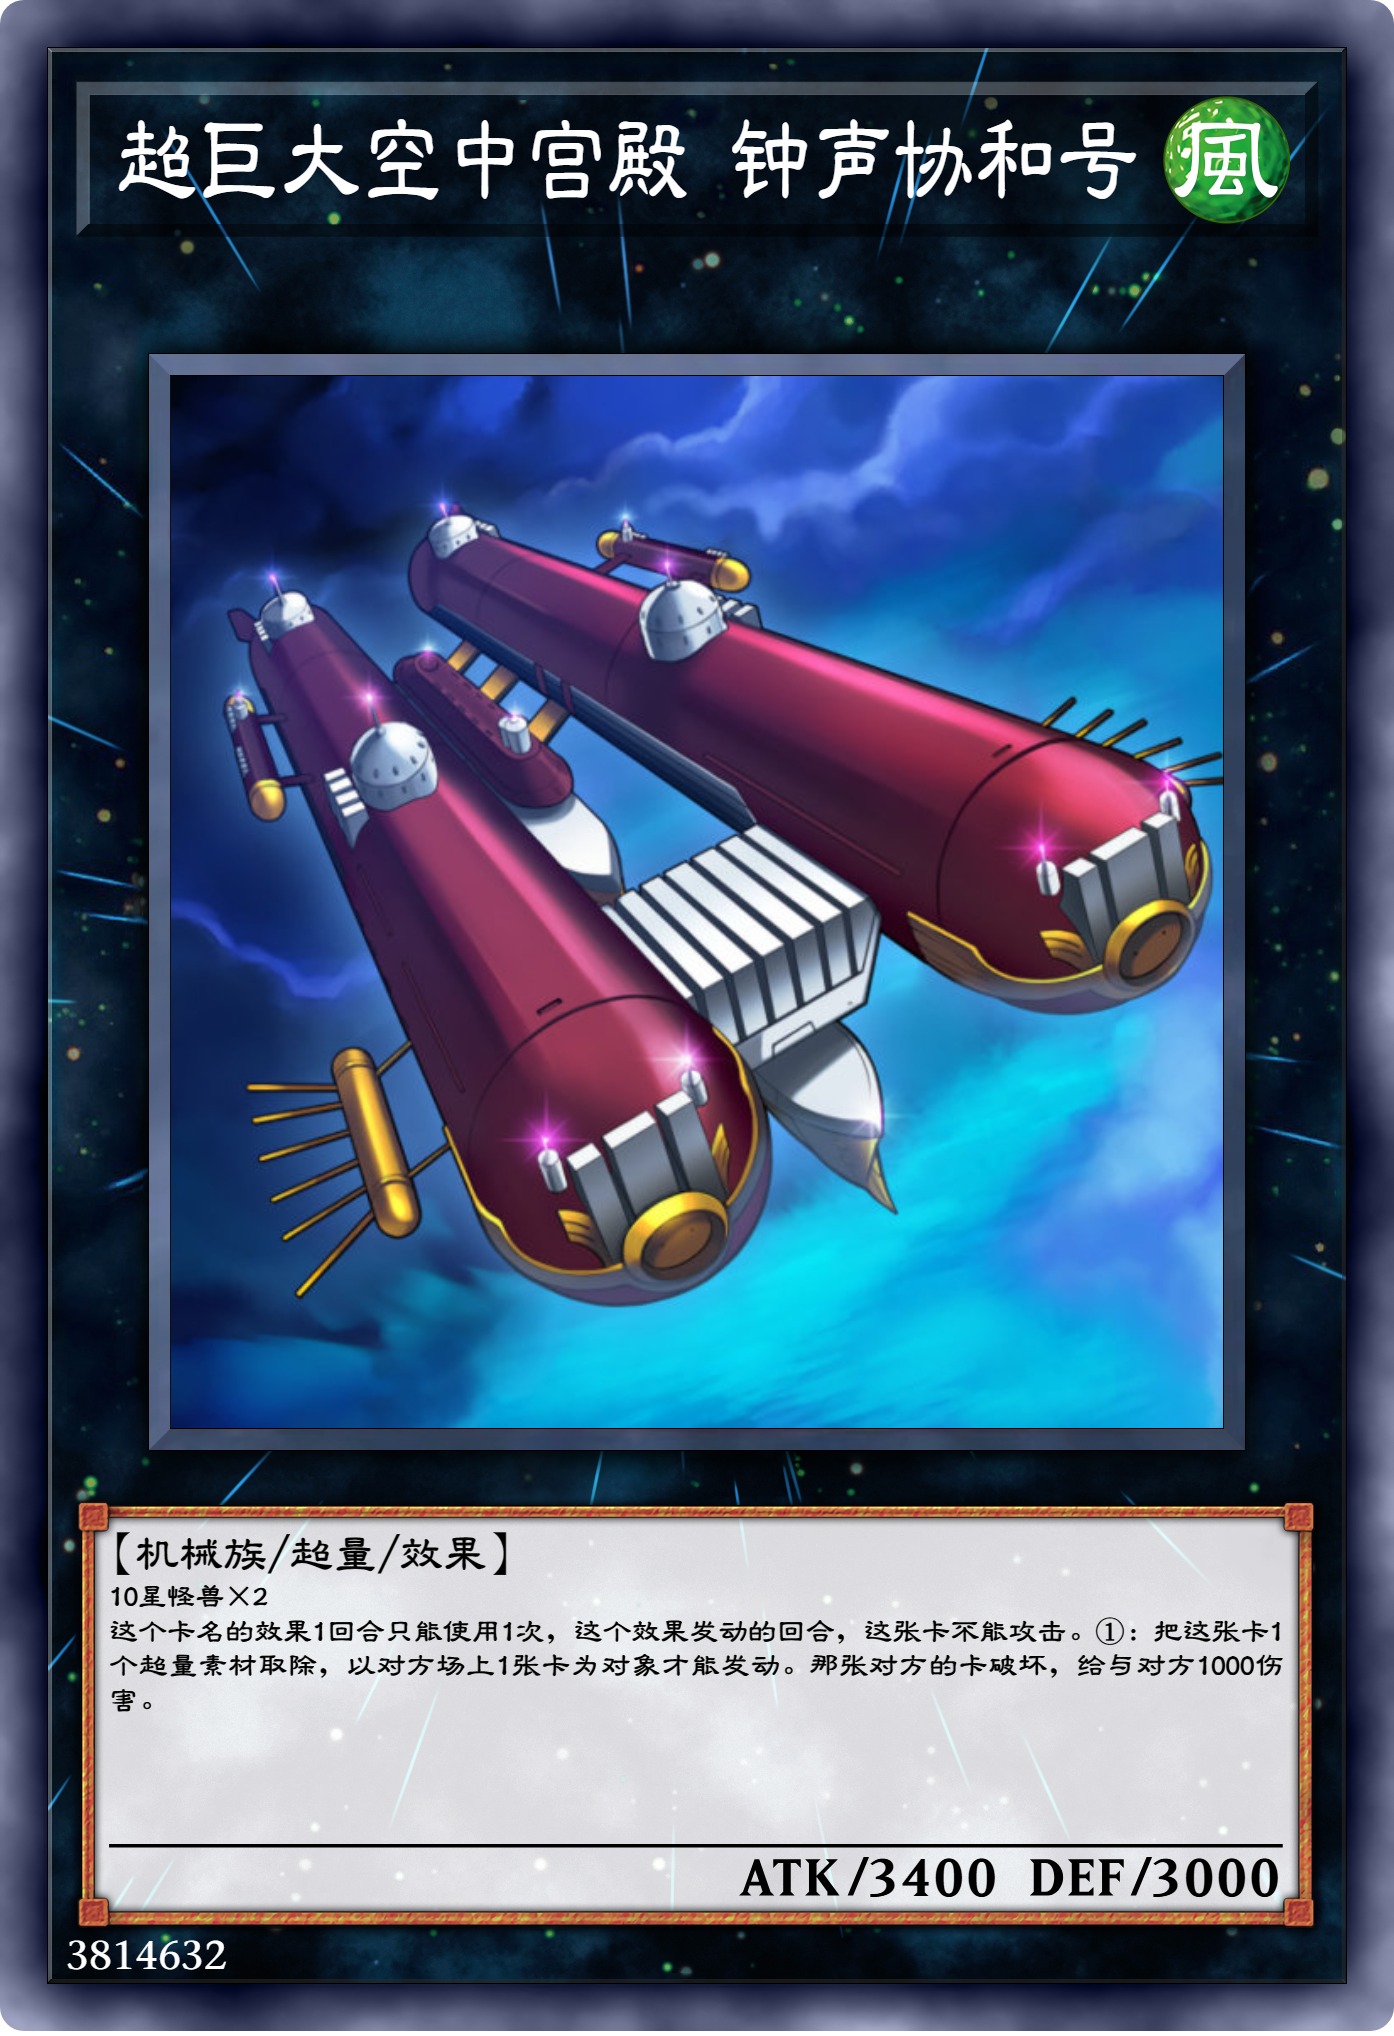 超巨大空中宫殿 钟声协和号 風
【机械族/超量/效果】
10星怪兽×2
这个卡名的效果1回合只能使用1次，这个效果发动的回合，这张卡不能攻击。①：把这张卡1
个超量素材取除，以对方场上1张卡为对象才能发动。那张对方的卡破坏，给与对方1000伤
害。
ATK/3400 DEF/3000
3814632